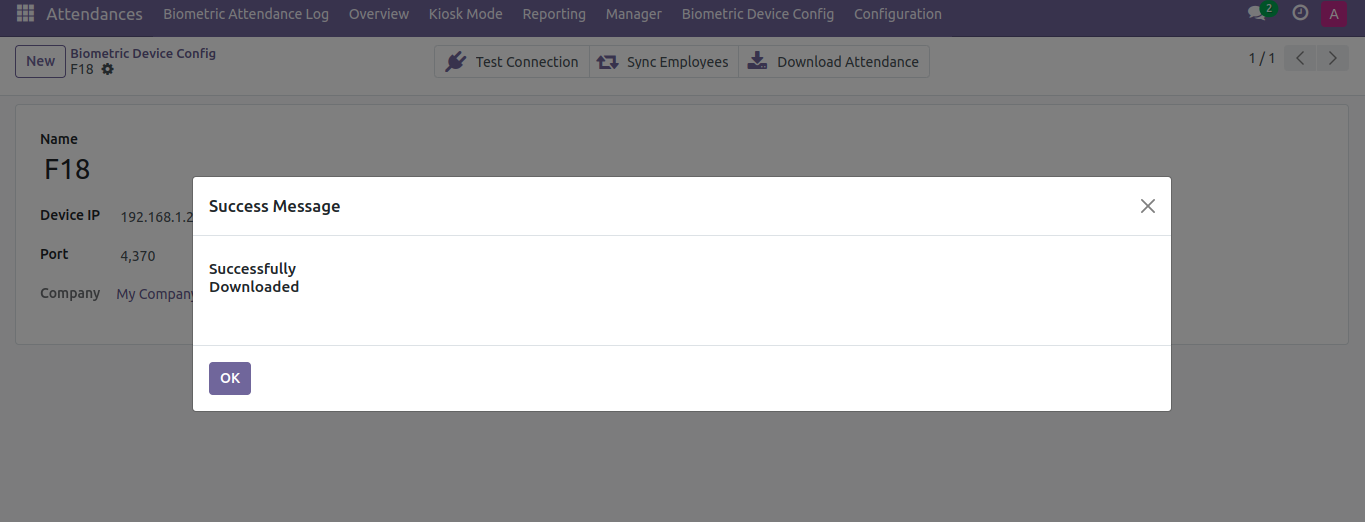 Attendances Biometric Attendance Log Overview Kiosk Mode Reporting Manager Biometric Device Config Configuration 2 A
New Biometric Device Config Test Connection Sync Employees Download Attendance 1 / 1
F18
Name
F18
Device IP 192.168.1.2
Port 4,370
Company My Company
Success Message
Successfully
Downloaded
OK